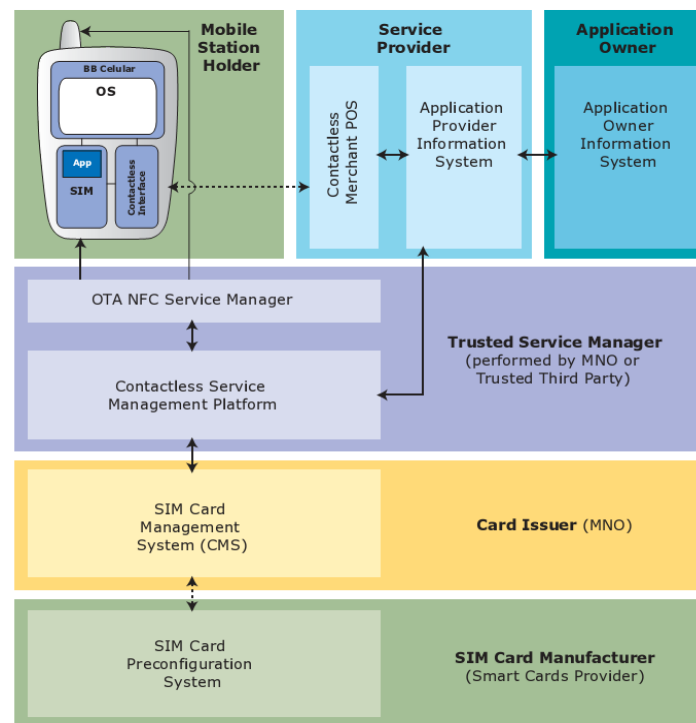 Mobile
Station
Holder
BB Celular
OS
App
SIM
Contactless
Interface
Service
Provider
Contactless
Merchant POS
Application
Provider
Information
System
Application
Owner
Application
Owner
Information
System
OTA NFC Service Manager
Contactless Service
Management Platform
Trusted Service Manager
(performed by MNO or
Trusted Third Party)
SIM Card
Management
System (CMS)
Card Issuer (MNO)
SIM Card
Preconfiguration
System
SIM Card Manufacturer
(Smart Cards Provider)